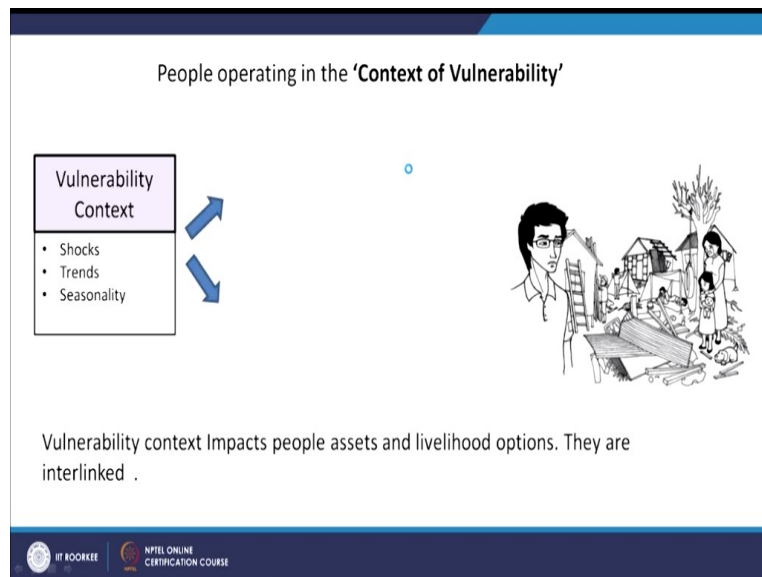 People operating in the ‘Context of Vulnerability’
Vulnerability
Context
• Shocks
• Trends
• Seasonality
Vulnerability context Impacts people assets and livelihood options. They are
interlinked .
IIT ROORKEE
NPTEL ONLINE
CERTIFICATION COURSE